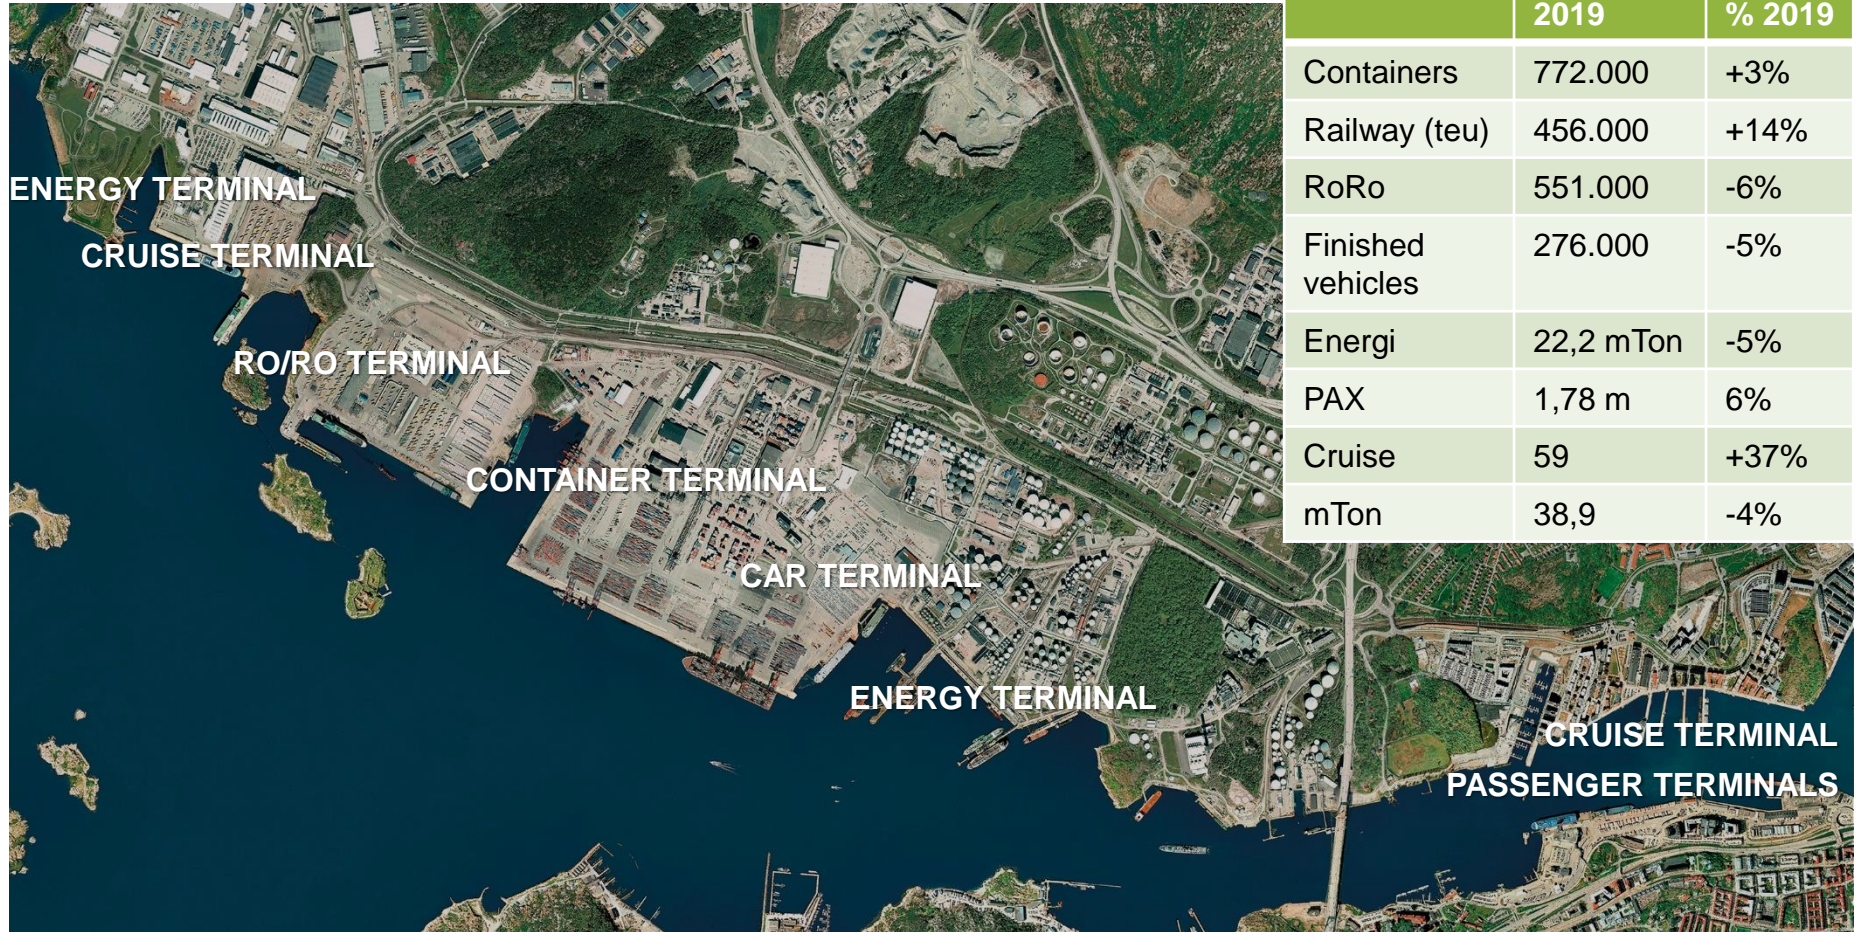 2019 % 2019
Containers 772.000 +3%
Railway (teu) 456.000 +14%
RoRo 551.000 -6%
Finished vehicles 276.000 -5%
Energi 22,2 mTon -5%
PAX 1,78 m 6%
Cruise 59 +37%
mTon 38,9 -4%
ENERGY TERMINAL
CRUISE TERMINAL
RO/RO TERMINAL
CONTAINER TERMINAL
CAR TERMINAL
ENERGY TERMINAL
CRUISE TERMINAL
PASSENGER TERMINALS